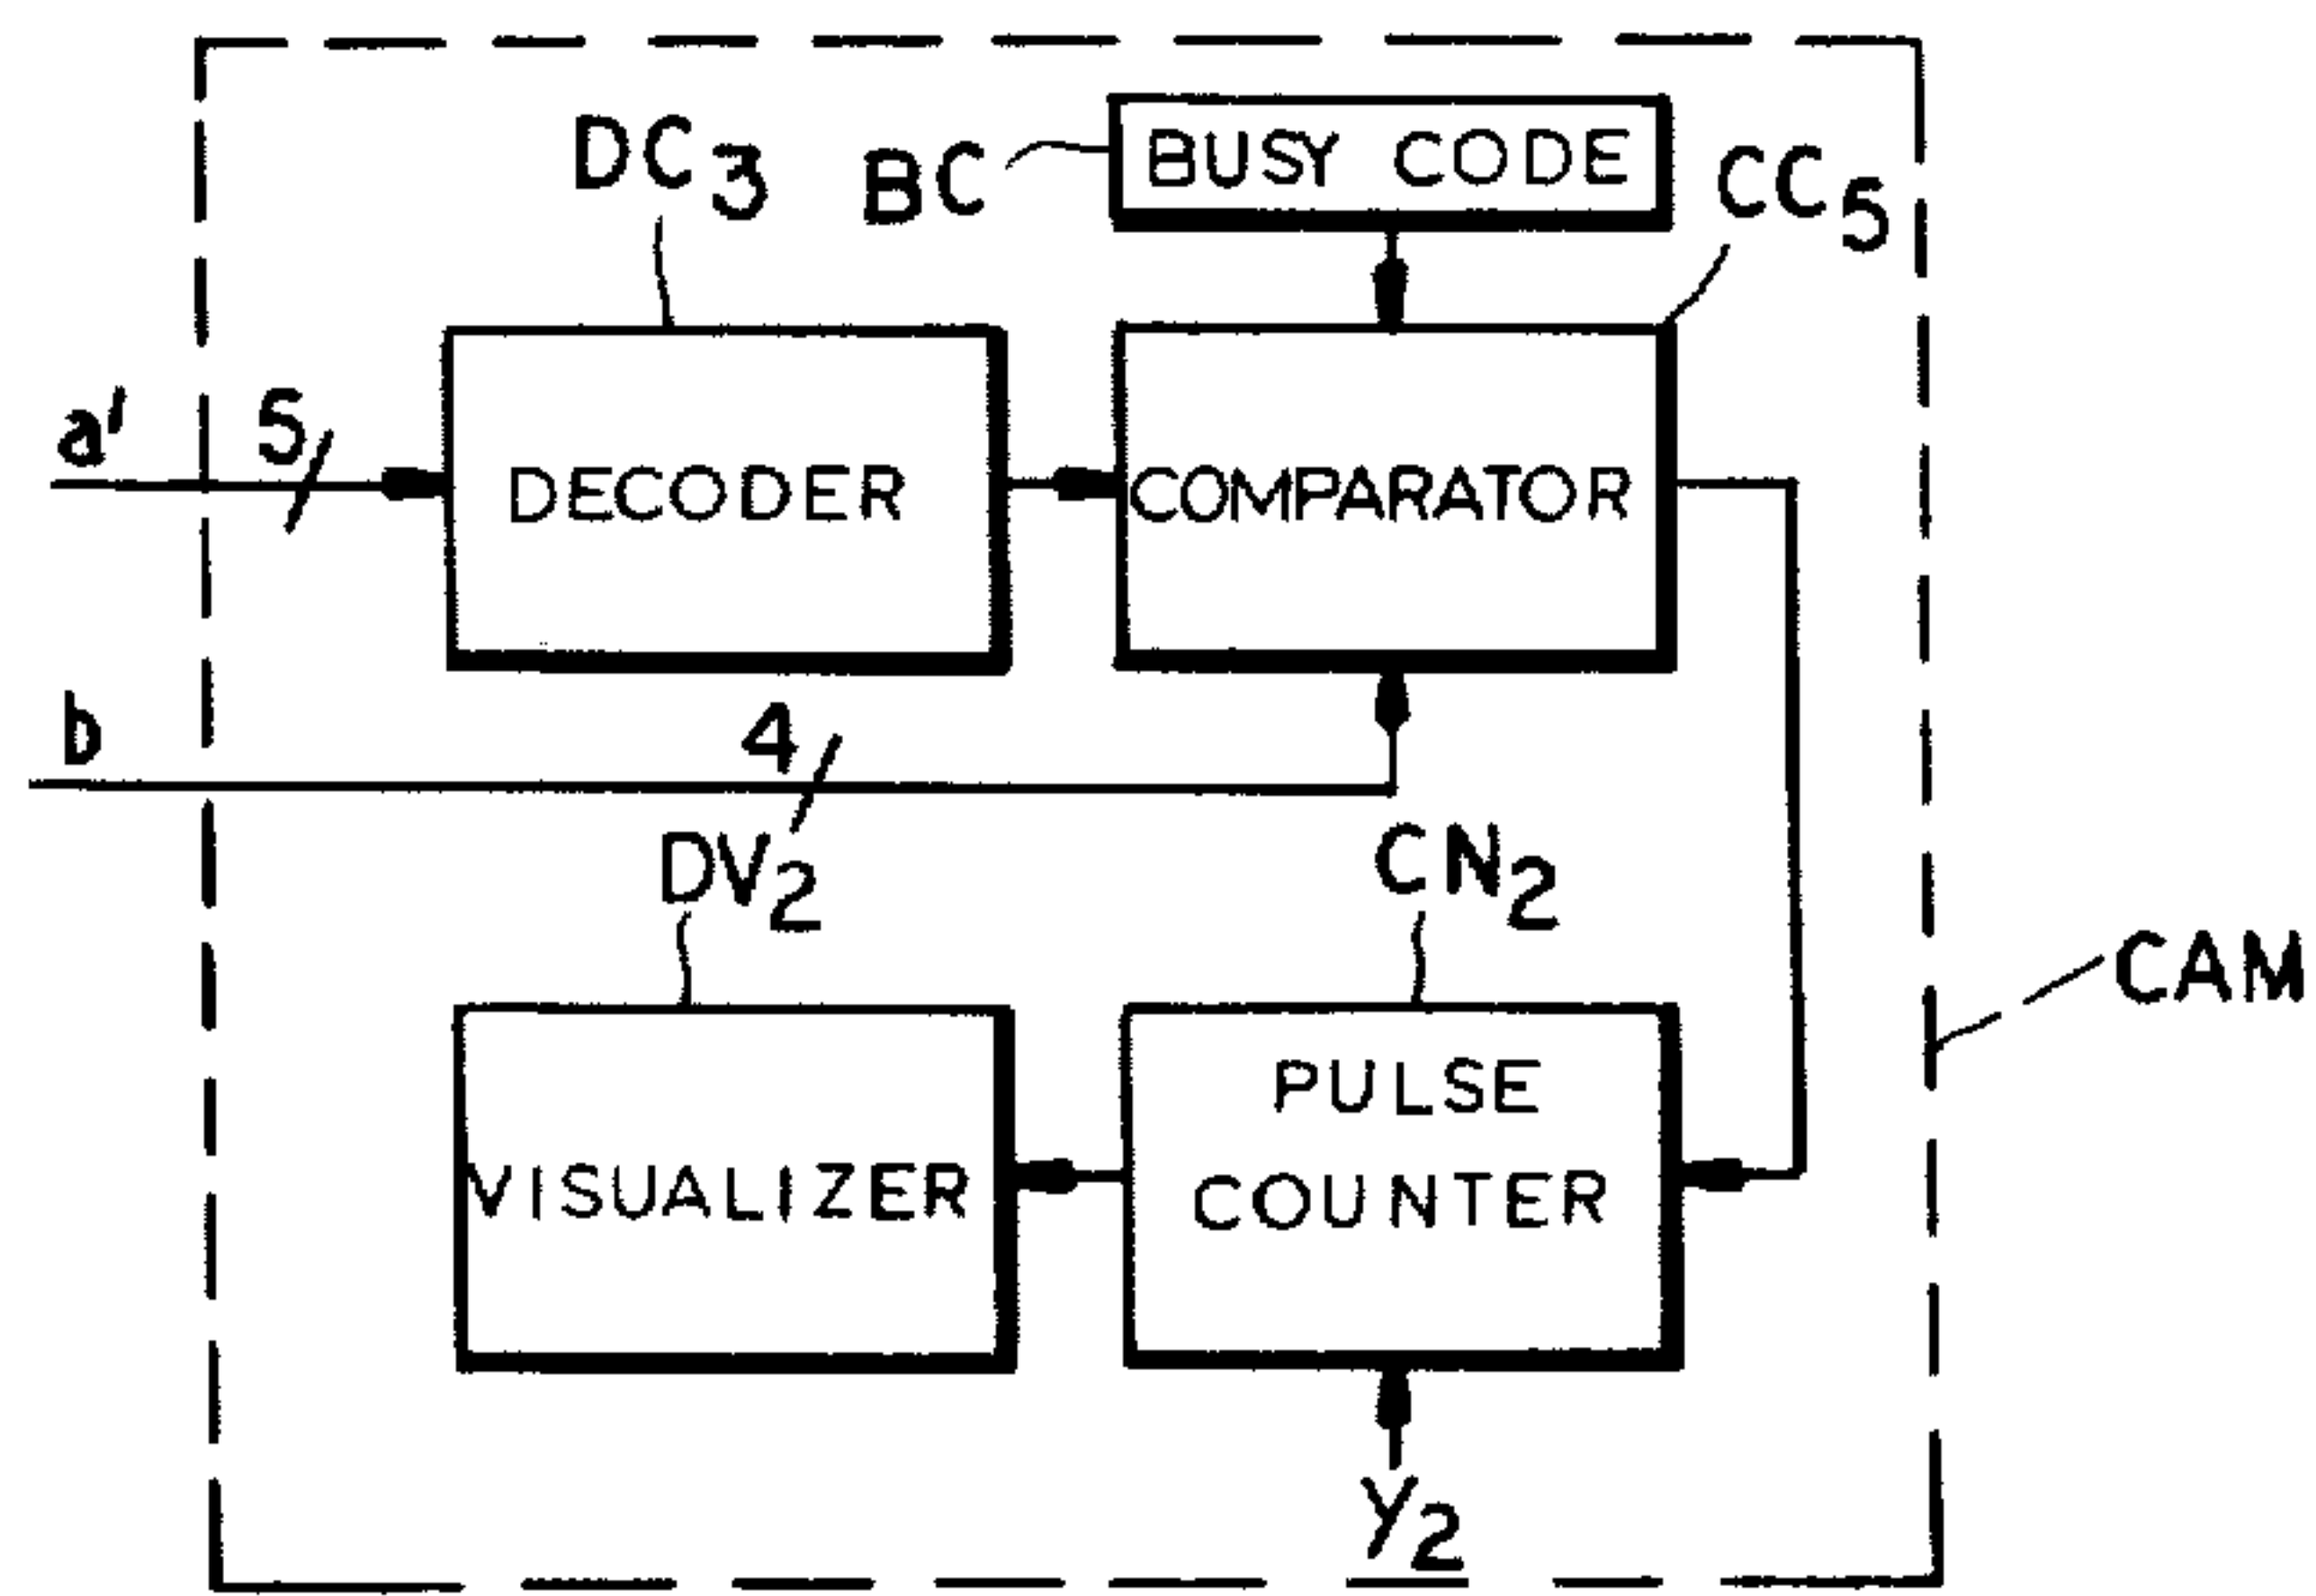 DC3
BC
BUSY CODE
CC5
a'
5
DECODER
COMPARATOR
b
4
DV2
CN2
CAM
VISUALIZER
PULSE
COUNTER
Y2